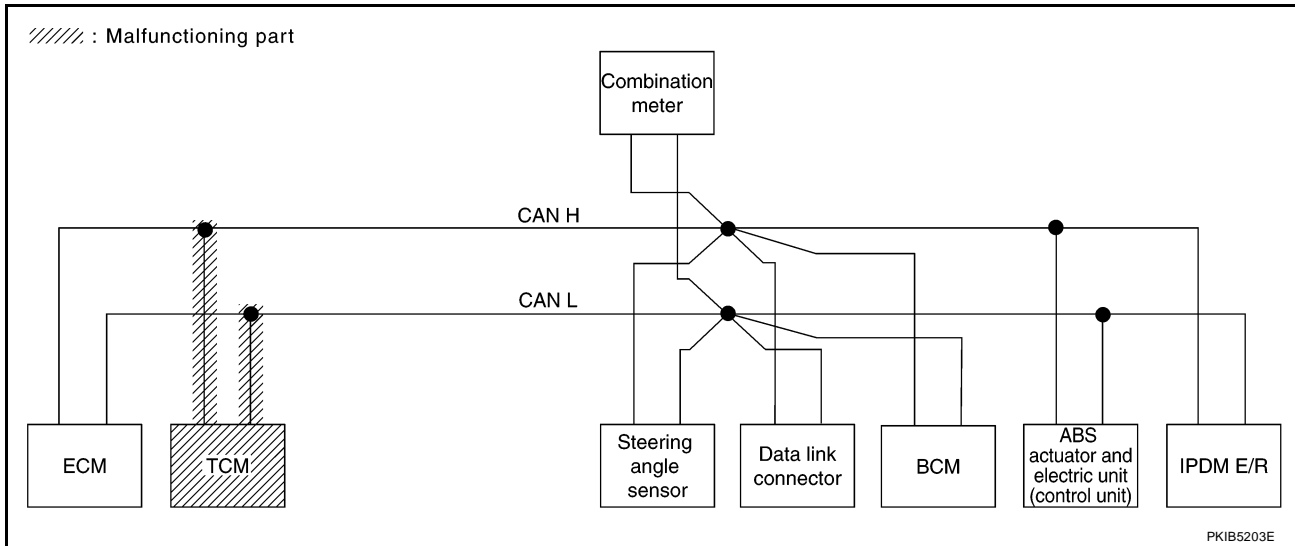 : Malfunctioning part
Combination
meter
CAN H
CAN L
ECM
TCM
Steering
angle
sensor
Data link
connector
BCM
ABS
actuator and
electric unit
(control unit)
IPDM E/R
PKIB5203E